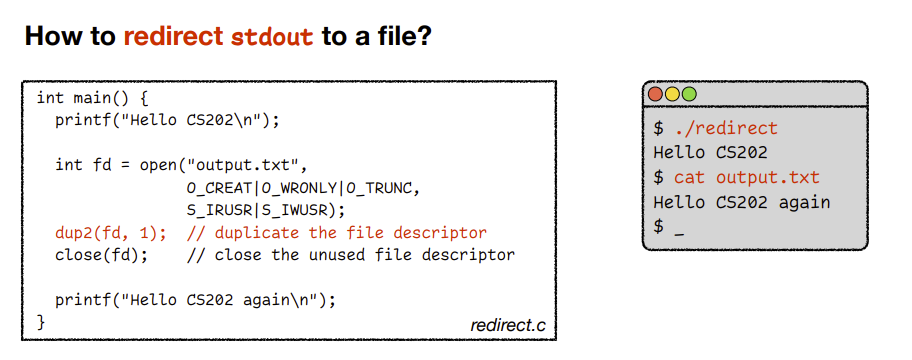 How to redirect stdout to a file?
int main() {
  printf("Hello CS202\n");

  int fd = open("output.txt",
                O_CREAT|O_WRONLY|O_TRUNC,
                S_IRUSR|S_IWUSR);
  dup2(fd, 1);  // duplicate the file descriptor
  close(fd);    // close the unused file descriptor

  printf("Hello CS202 again\n");
}
redirect.c
$ ./redirect
Hello CS202
$ cat output.txt
Hello CS202 again
$ _